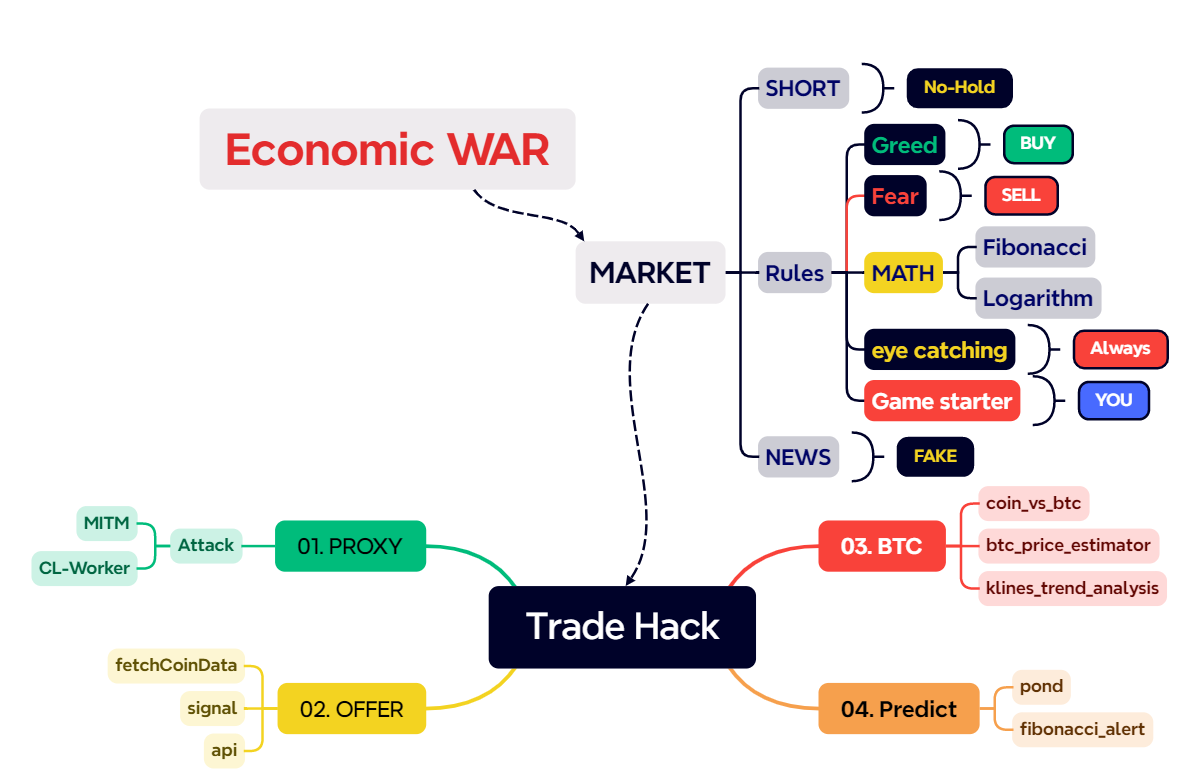 Economic WAR
MARKET
SHORT
No-Hold
Rules
Greed
BUY
Fear
SELL
MATH
Fibonacci
Logarithm
eye catching
Always
Game starter
YOU
NEWS
FAKE
Trade Hack
01. PROXY
Attack
MITM
CL-Worker
02. OFFER
fetchCoinData
signal
api
03. BTC
coin_vs_btc
btc_price_estimator
klines_trend_analysis
04. Predict
pond
fibonacci_alert